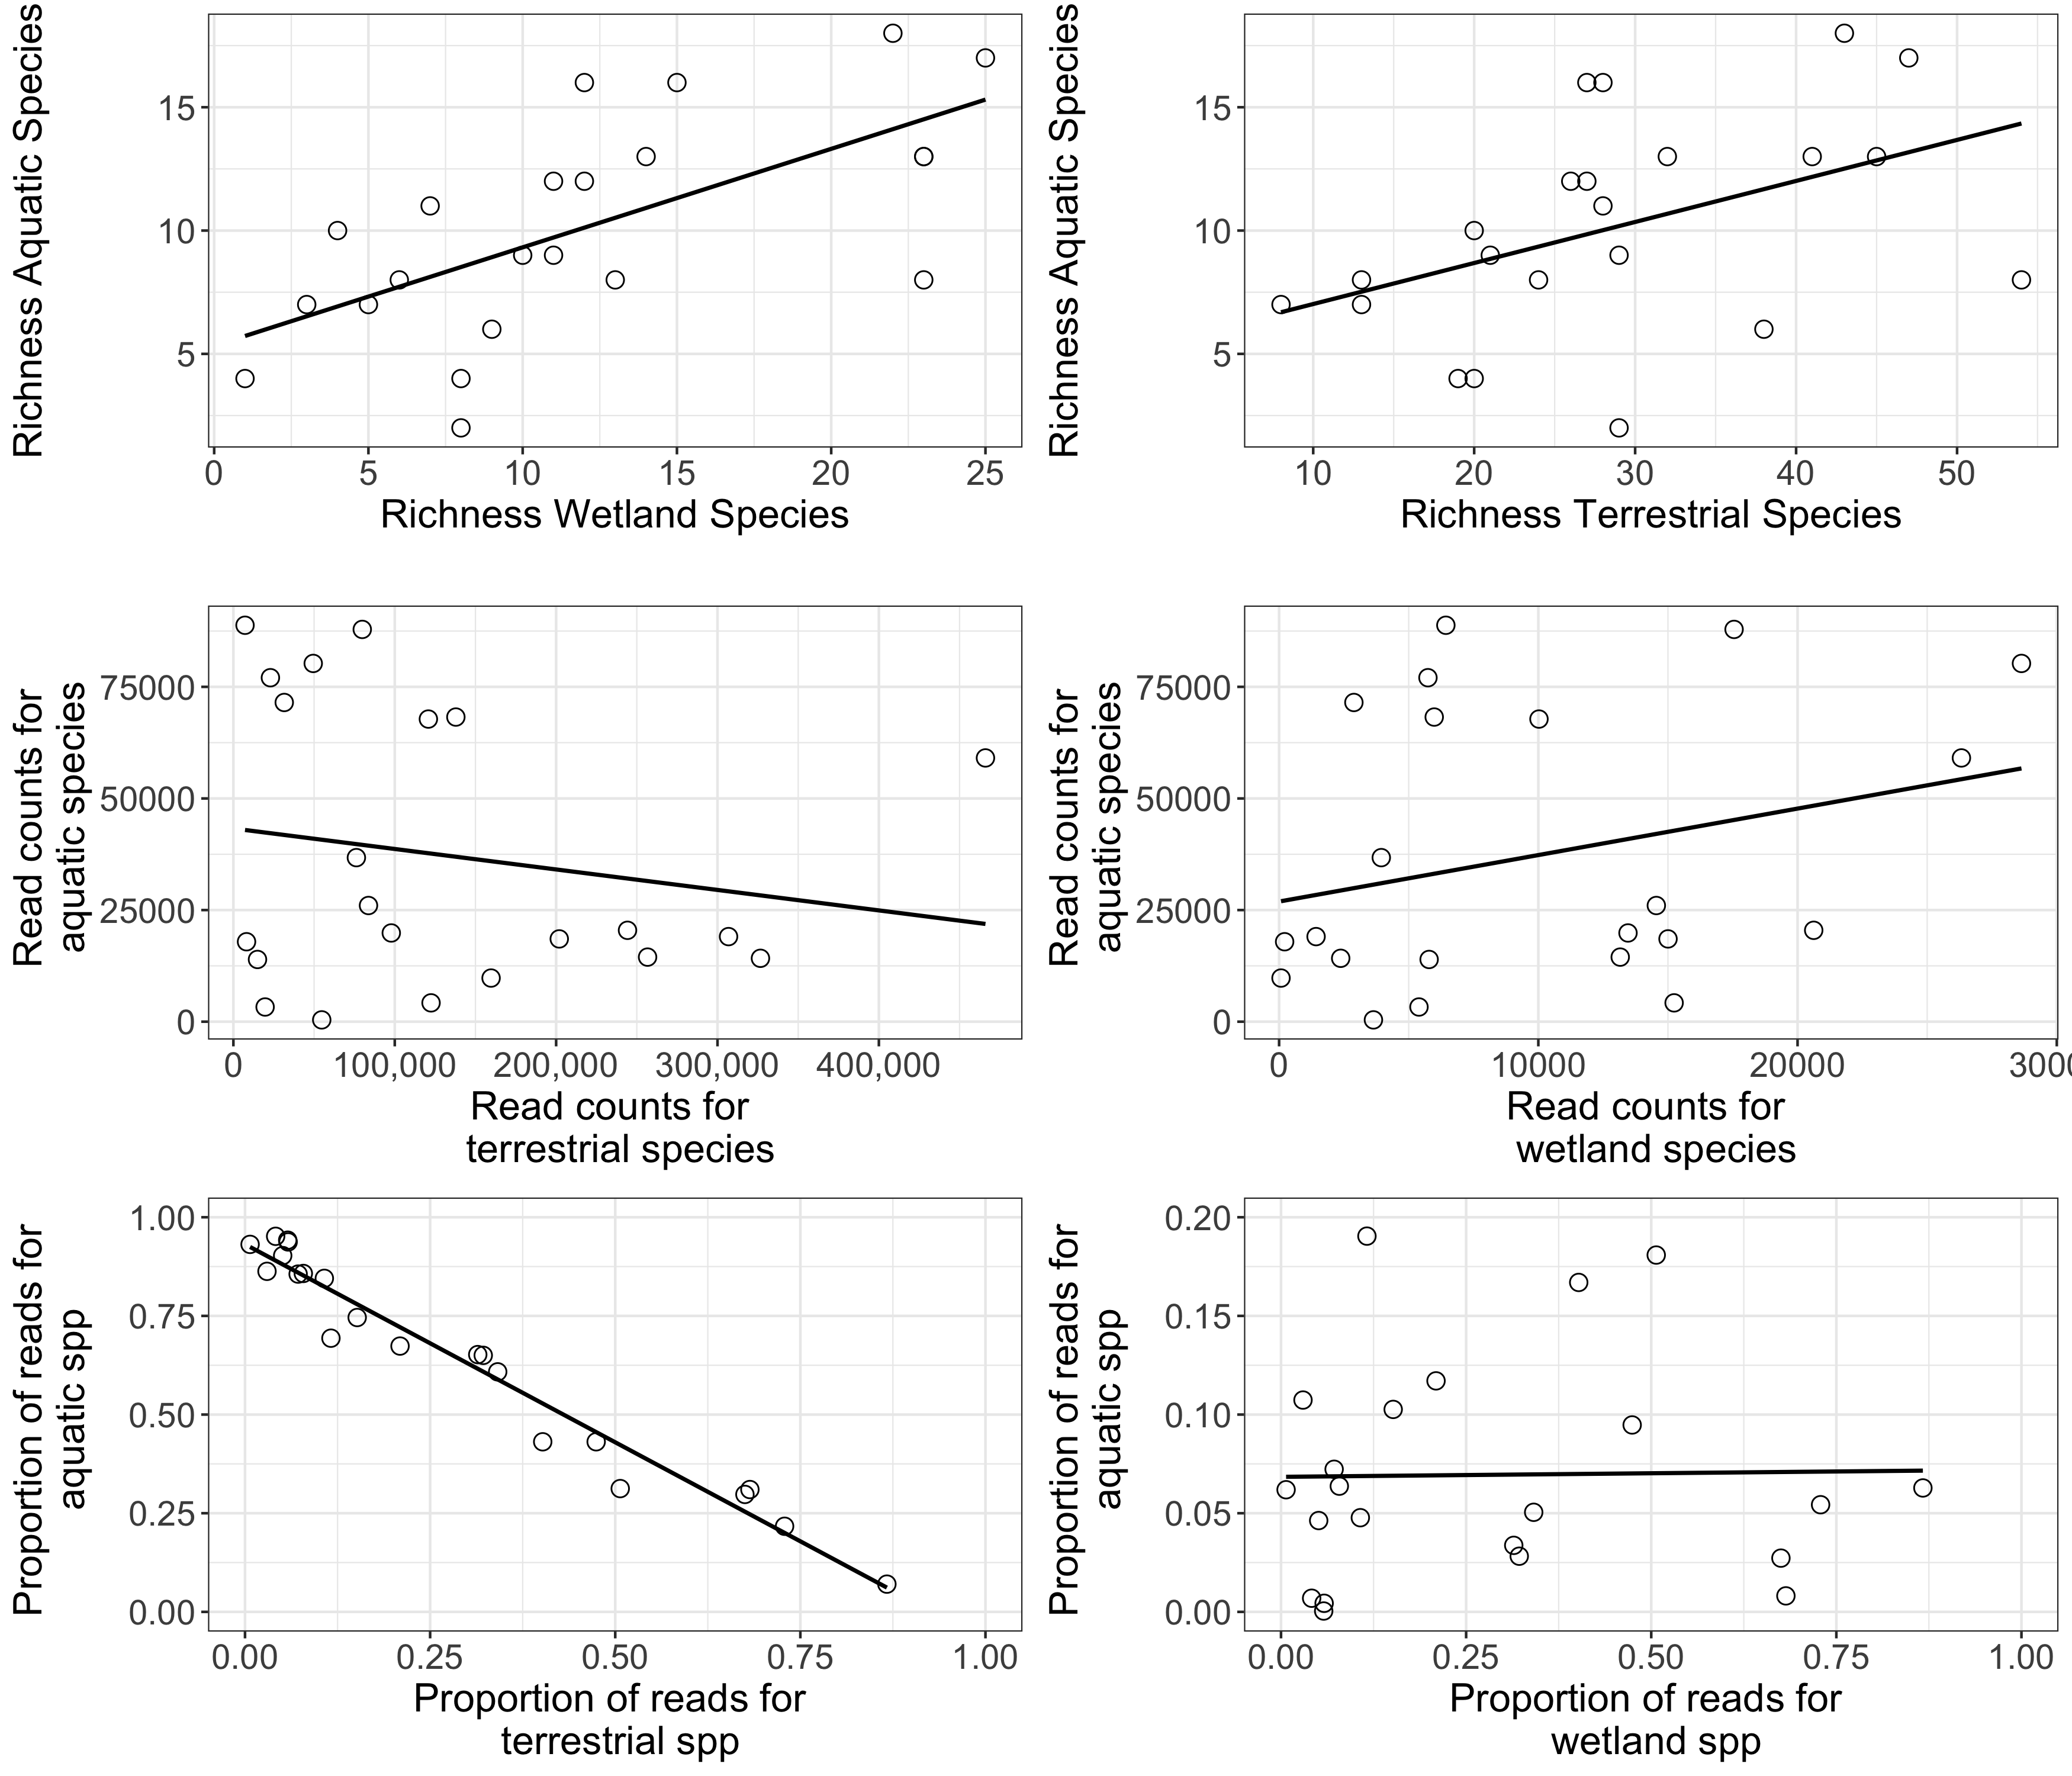 Richness Aquatic Species
15
10
5
0 5 10 15 20 25
Richness Wetland Species
Richness Aquatic Species
15
10
5
10 20 30 40 50
Richness Terrestrial Species
Read counts for
aquatic species
75000
50000
25000
0
0 100,000 200,000 300,000 400,000
Read counts for
terrestrial species
Read counts for
aquatic species
75000
50000
25000
0
0 10000 20000 3000
Read counts for
wetland species
Proportion of reads for
aquatic spp
1.00
0.75
0.50
0.25
0.00
0.00 0.25 0.50 0.75 1.00
Proportion of reads for
terrestrial spp
Proportion of reads for
aquatic spp
0.20
0.15
0.10
0.05
0.00
0.00 0.25 0.50 0.75 1.00
Proportion of reads for
wetland spp